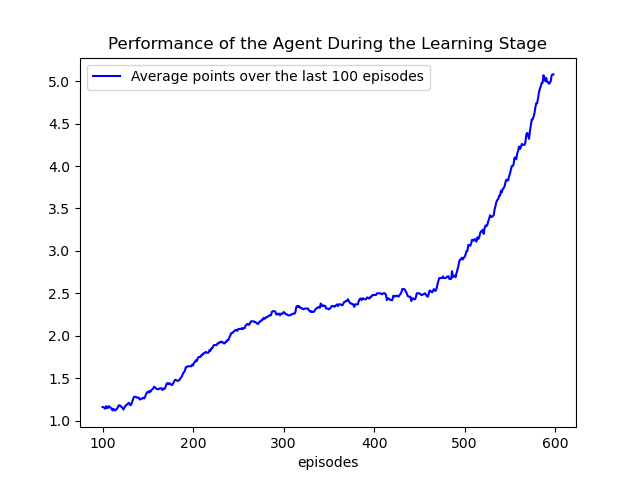 Performance of the Agent During the Learning Stage
Average points over the last 100 episodes
5.0
4.5
4.0
3.5
3.0
2.5
2.0
1.5
1.0
100 200 300 400 500 600
episodes